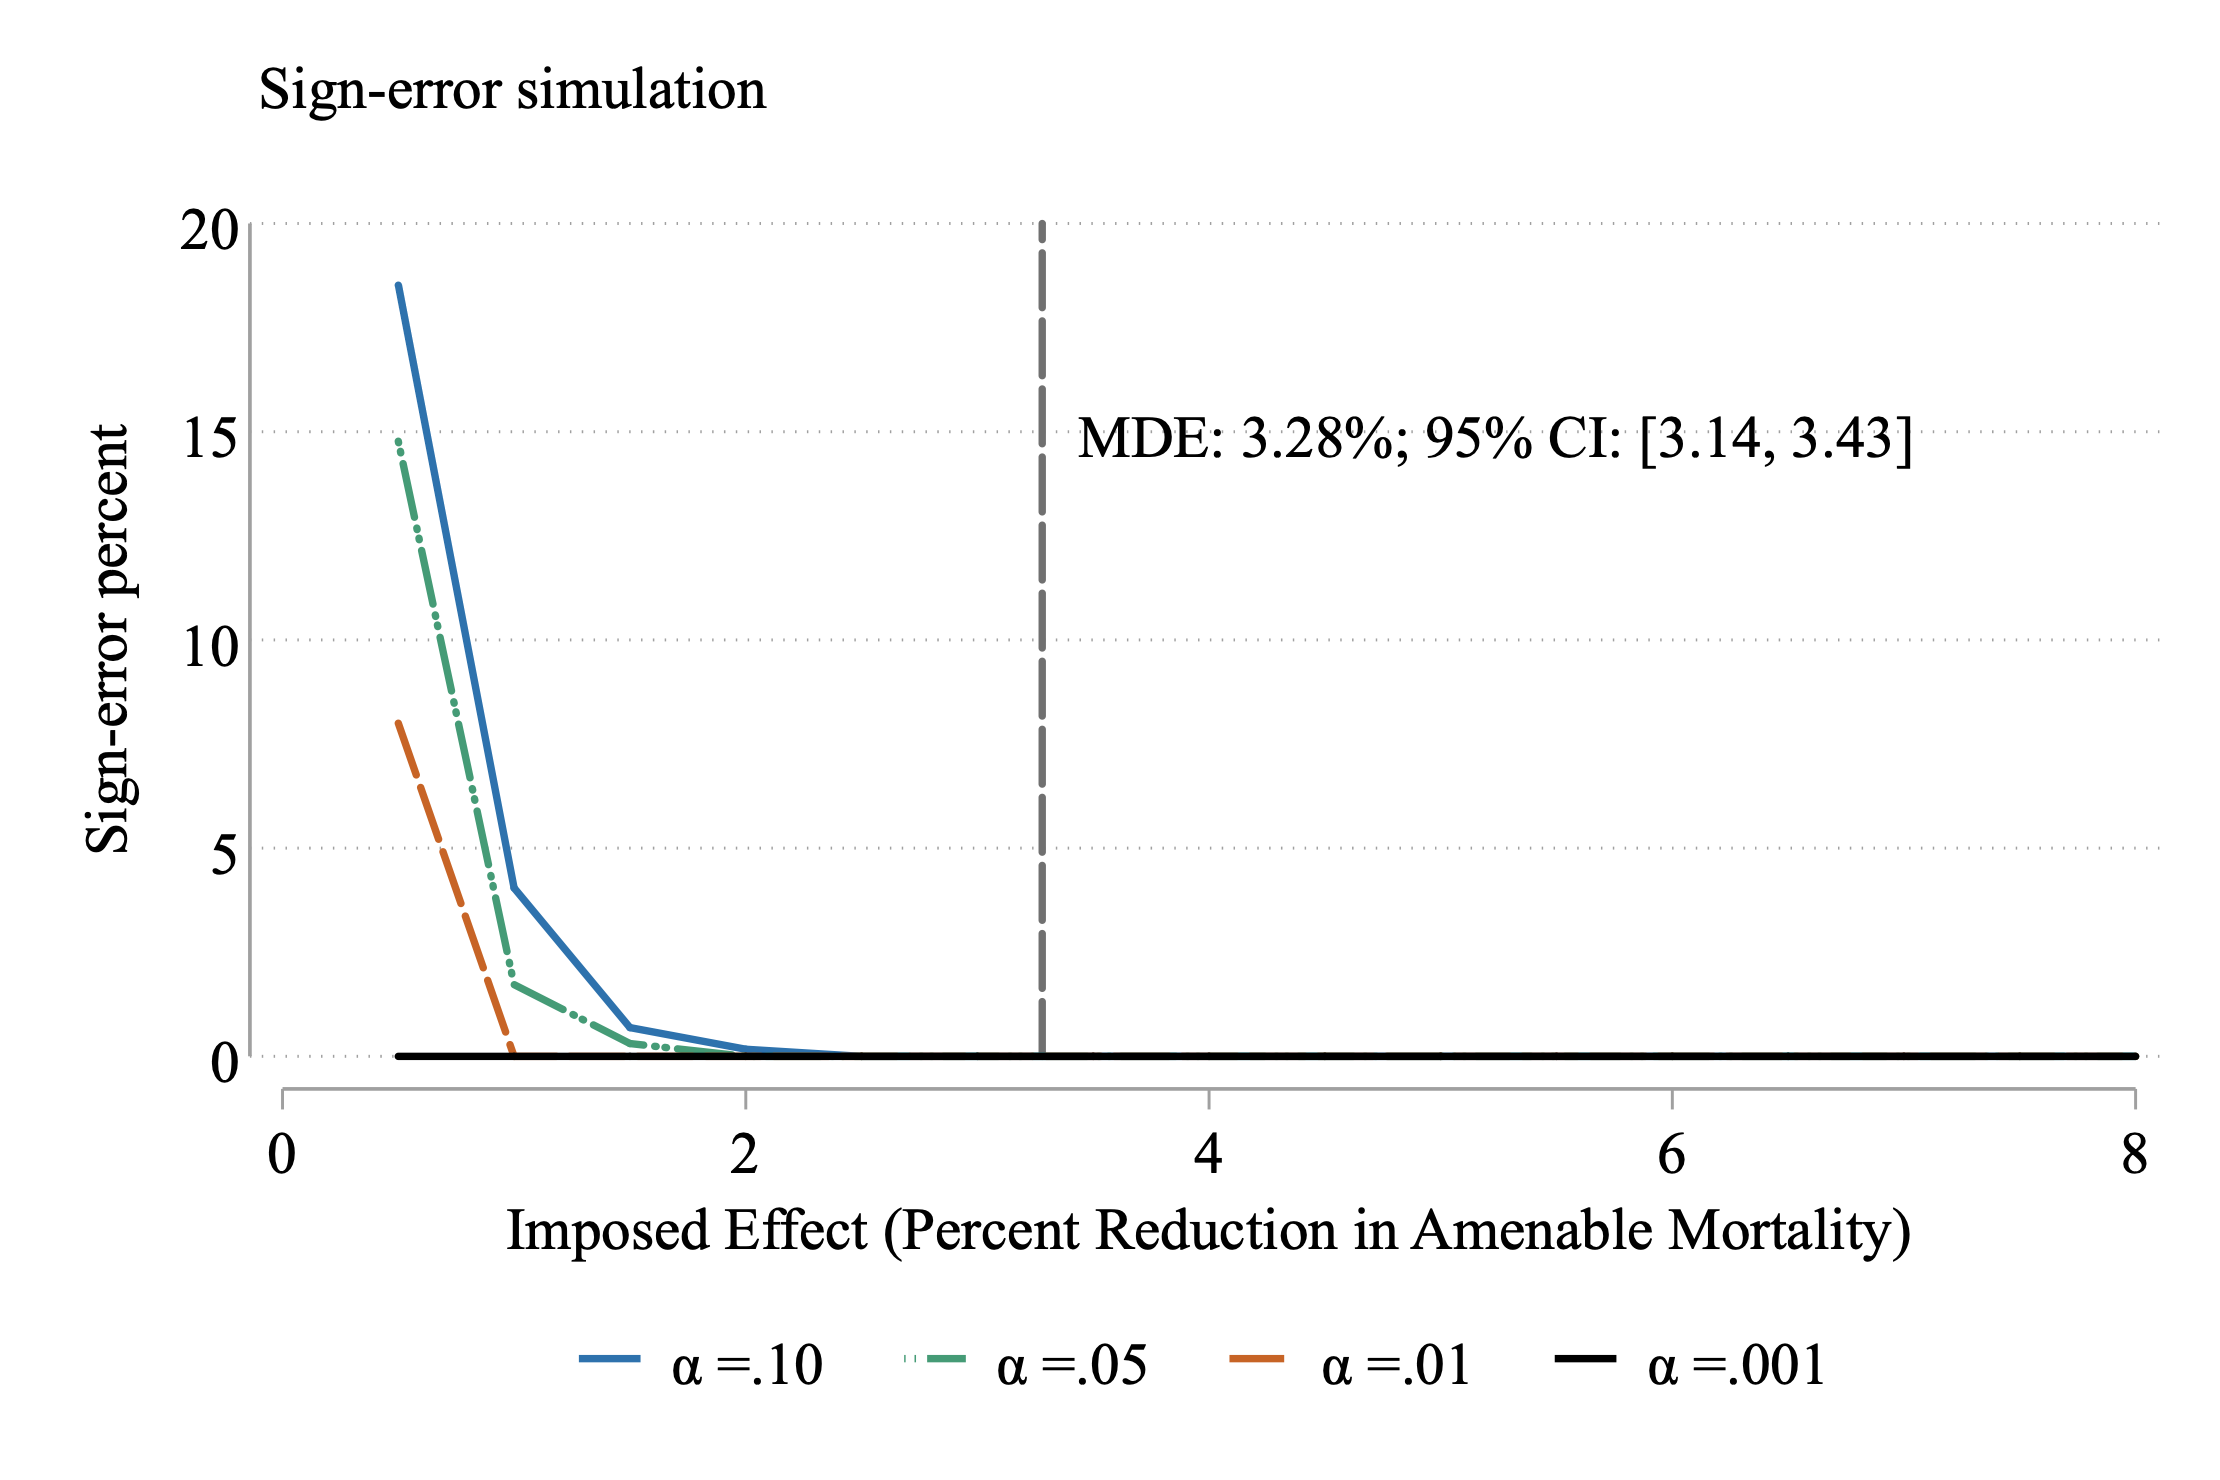 Sign-error simulation
20
15
10
5
0
Sign-error percent
MDE: 3.28%; 95% CI: [3.14, 3.43]
0 2 4 6 8
Imposed Effect (Percent Reduction in Amenable Mortality)
α =.10 α =.05 α =.01 α =.001